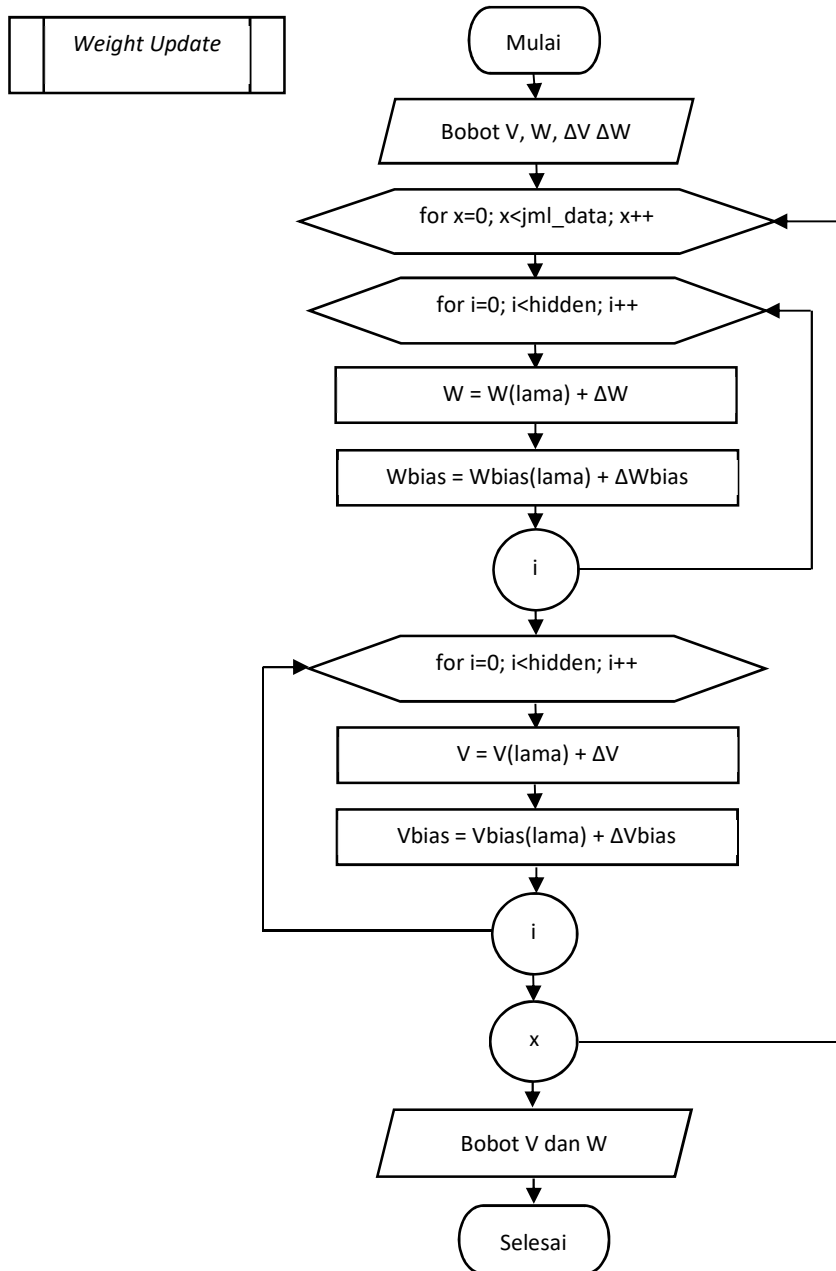 Weight Update
Mulai
Bobot V, W, ΔV ΔW
for x=0; x<jml_data; x++
for i=0; i<hidden; i++
W = W(lama) + ΔW
Wbias = Wbias(lama) + ΔWbias
i
for i=0; i<hidden; i++
V = V(lama) + ΔV
Vbias = Vbias(lama) + ΔVbias
i
x
Bobot V dan W
Selesai